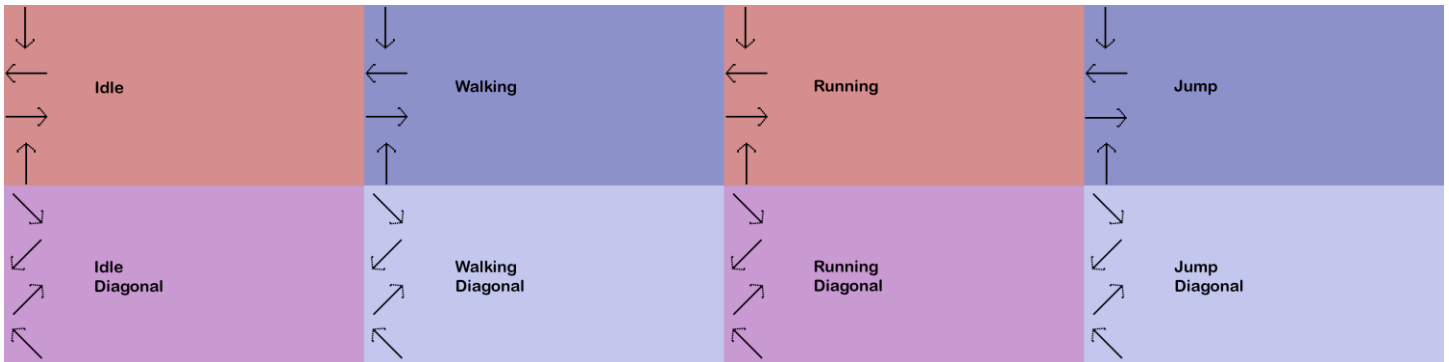 Idle
Walking
Running
Jump
Idle
Diagonal
Walking
Diagonal
Running
Diagonal
Jump
Diagonal